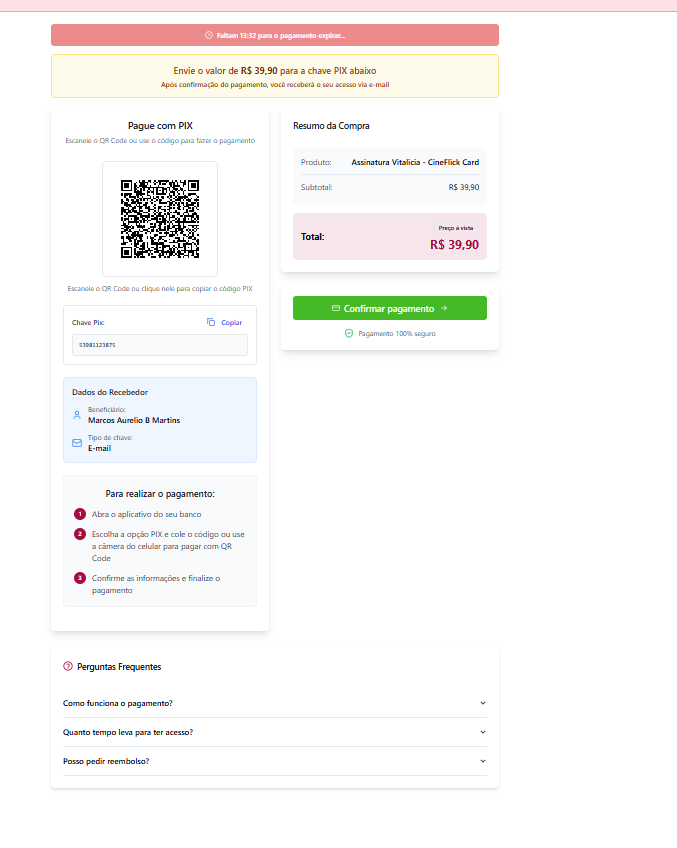 Faltam 13:32 para o pagamento expirar...
Envie o valor de R$ 39,90 para a chave PIX abaixo
Após confirmação do pagamento, você receberá o seu acesso via e-mail
Pague com PIX
Escaneie o QR Code ou use o código para fazer o pagamento
Escaneie o QR Code ou clique nele para copiar o código PIX
Chave Pix:
Copiar
53981123875
Dados do Recebedor
Beneficiário:
Marcos Aurelio B Martins
Tipo de chave:
E-mail
Para realizar o pagamento:
1 Abra o aplicativo do seu banco
2 Escolha a opção PIX e cole o código ou use
a câmera do celular para pagar com QR
Code
3 Confirme as informações e finalize o
pagamento
Resumo da Compra
Produto: Assinatura Vitalicia - CineFlick Card
Subtotal: R$ 39,90
Preço à vista
Total: R$ 39,90
Confirmar pagamento
Pagamento 100% seguro
Perguntas Frequentes
Como funciona o pagamento?
Quanto tempo leva para ter acesso?
Posso pedir reembolso?